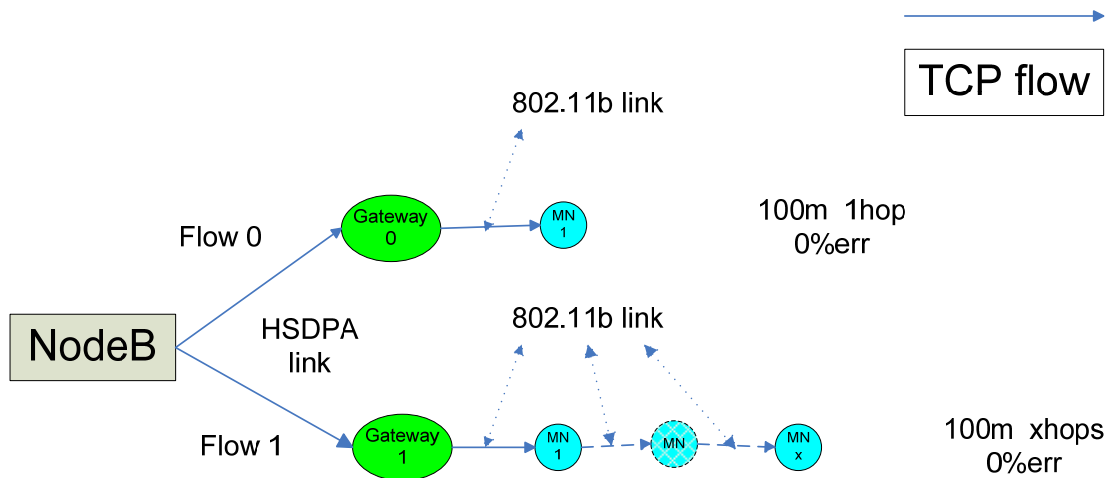 TCP flow
802.11b link
Gateway
0
MN
1
100m 1hop
0%err
Flow 0
NodeB
HSDPA
link
802.11b link
Flow 1
Gateway
1
MN
1
MN
MN
x
100m xhops
0%err